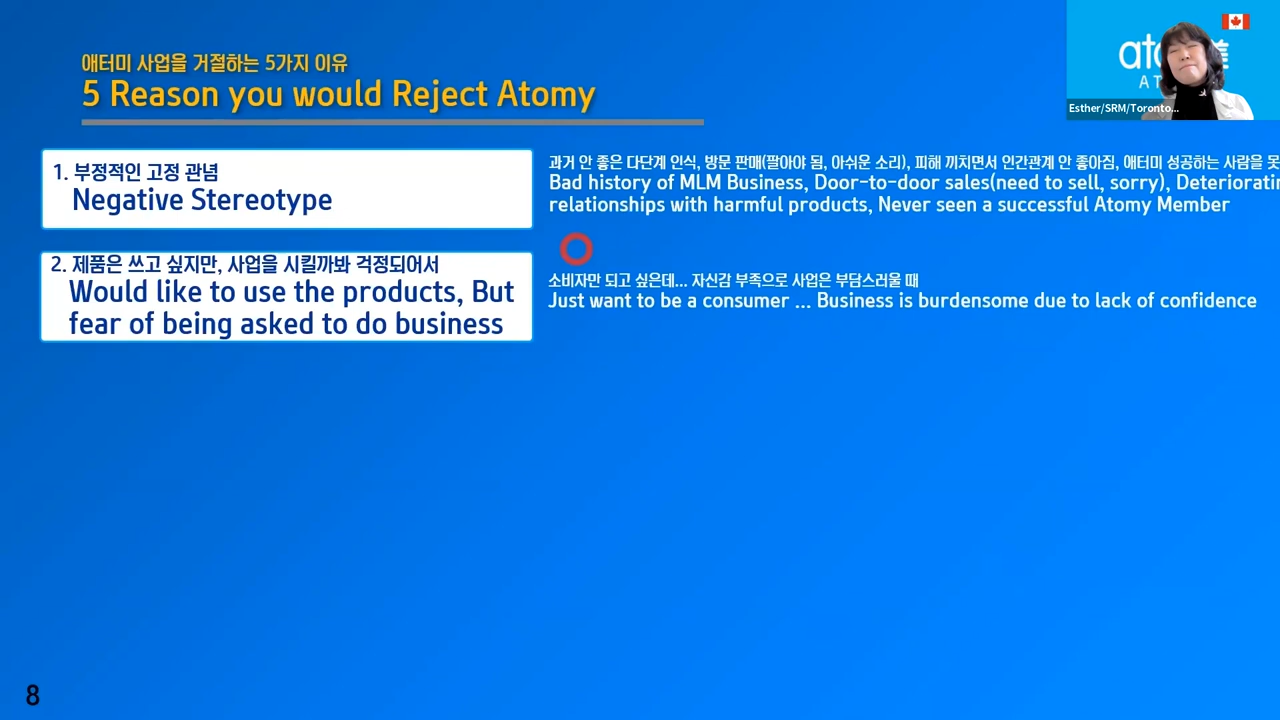 애터미 사업을 거절하는 5가지 이유
5 Reason you would Reject Atomy
1. 부정적인 고정 관념
Negative Stereotype
과거 안 좋은 다단계 인식, 방문 판매(팔아야 됨, 아쉬운 소리), 피해 끼치면서 인간관계 안 좋아짐, 애터미 성공하는 사람을 못
Bad history of MLM Business, Door-to-door sales(need to sell, sorry), Deterioratin
relationships with harmful products, Never seen a successful Atomy Member
2. 제품은 쓰고 싶지만, 사업을 시킬까봐 걱정되어서
Would like to use the products, But
fear of being asked to do business
소비자만 되고 싶은데... 자신감 부족으로 사업은 부담스러울 때
Just want to be a consumer ... Business is burdensome due to lack of confidence
Esther/SRM/Toronto...
8